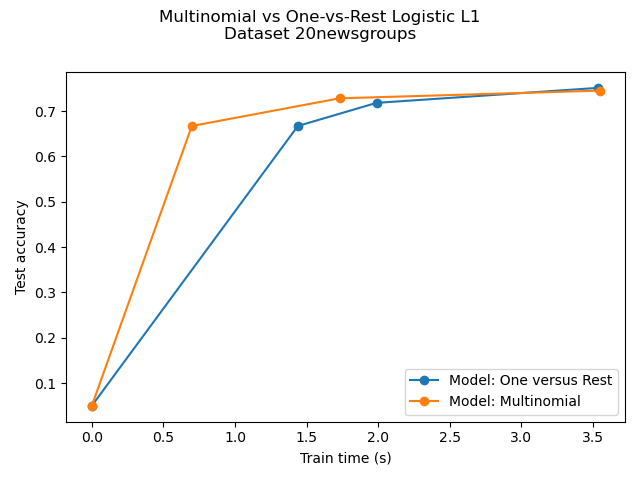 Multinomial vs One-vs-Rest Logistic L1
Dataset 20newsgroups
0.7
0.6
0.5
0.4
0.3
0.2
0.1
Test accuracy
Model: One versus Rest
Model: Multinomial
0.0 0.5 1.0 1.5 2.0 2.5 3.0 3.5
Train time (s)